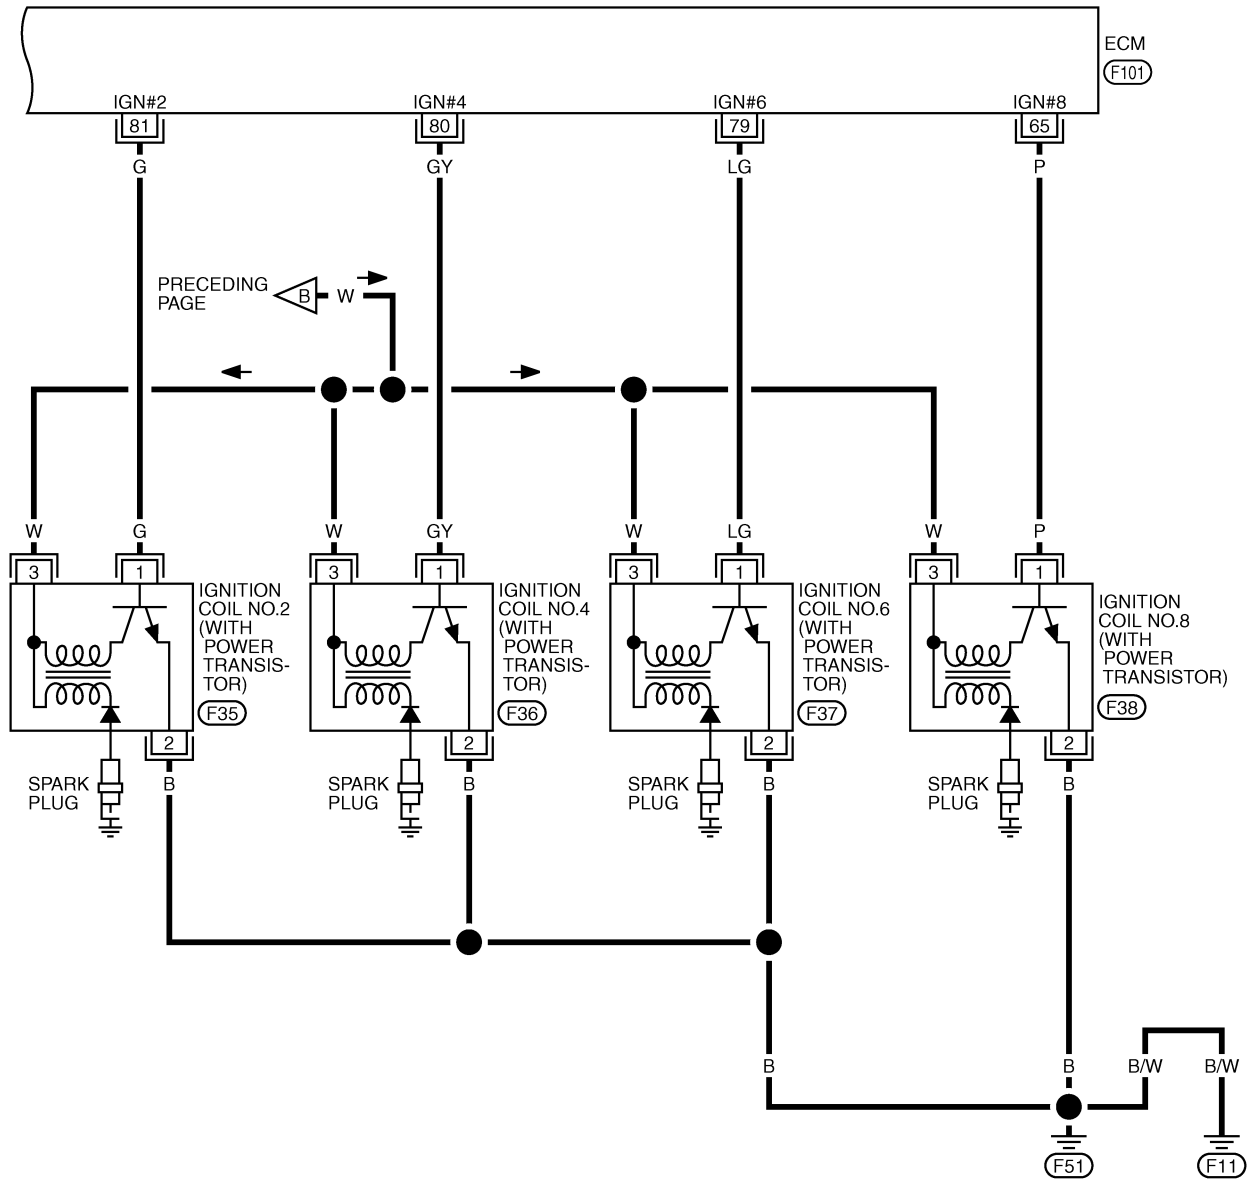 ECM
F101
IGN#2
IGN#4
IGN#6
IGN#8
81
80
79
65
G
GY
LG
P
PRECEDING
PAGE
B
W
W
G
W
GY
W
LG
W
P
3
1
3
1
3
1
3
1
IGNITION
COIL NO.2
(WITH
POWER
TRANSIS-
TOR)
F35
IGNITION
COIL NO.4
(WITH
POWER
TRANSIS-
TOR)
F36
IGNITION
COIL NO.6
(WITH
POWER
TRANSIS-
TOR)
F37
IGNITION
COIL NO.8
(WITH
POWER
TRANSISTOR)
F38
2
2
2
2
SPARK
PLUG
B
SPARK
PLUG
B
SPARK
PLUG
B
SPARK
PLUG
B
B
B
B/W
B/W
F51
F11